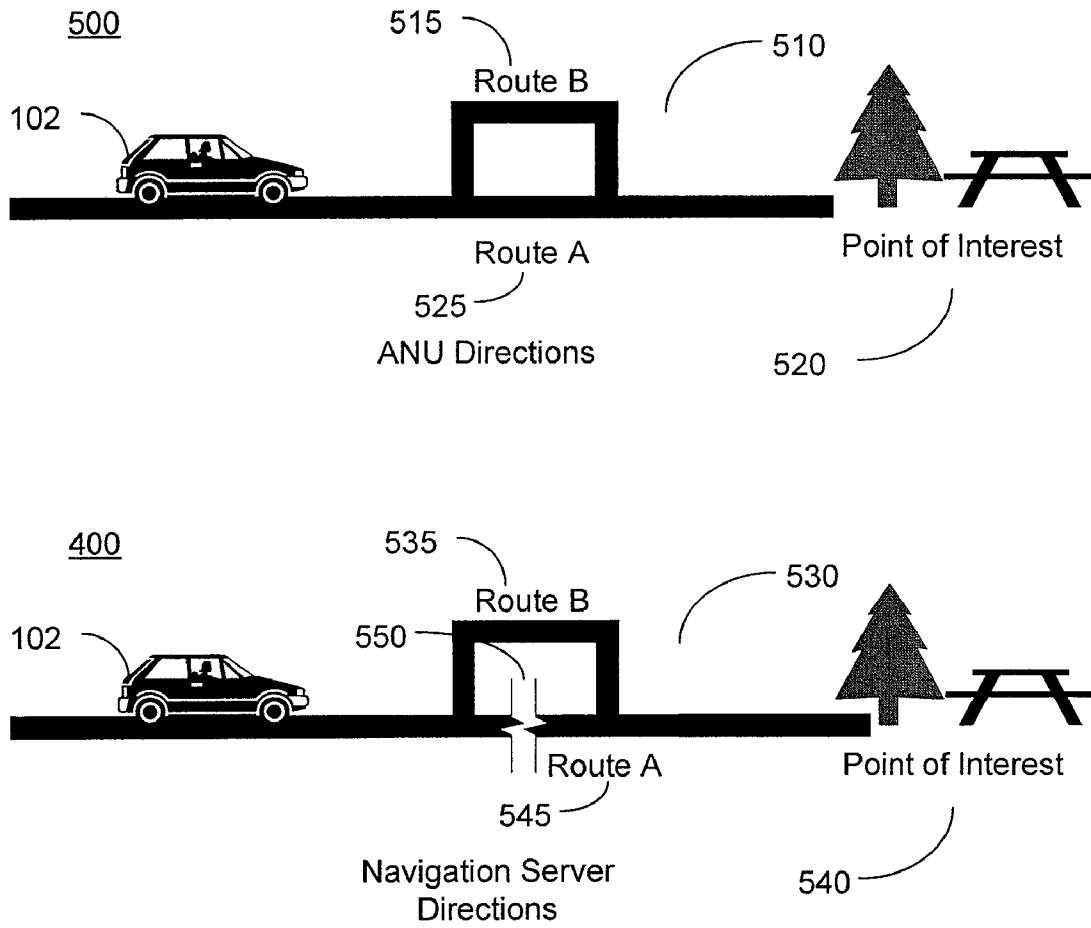 500
515
510
Route B
102
Point of Interest
Route A
525
ANU Directions
520
400
535
530
Route B
102
550
Route A
Point of Interest
545
Navigation Server
Directions
540